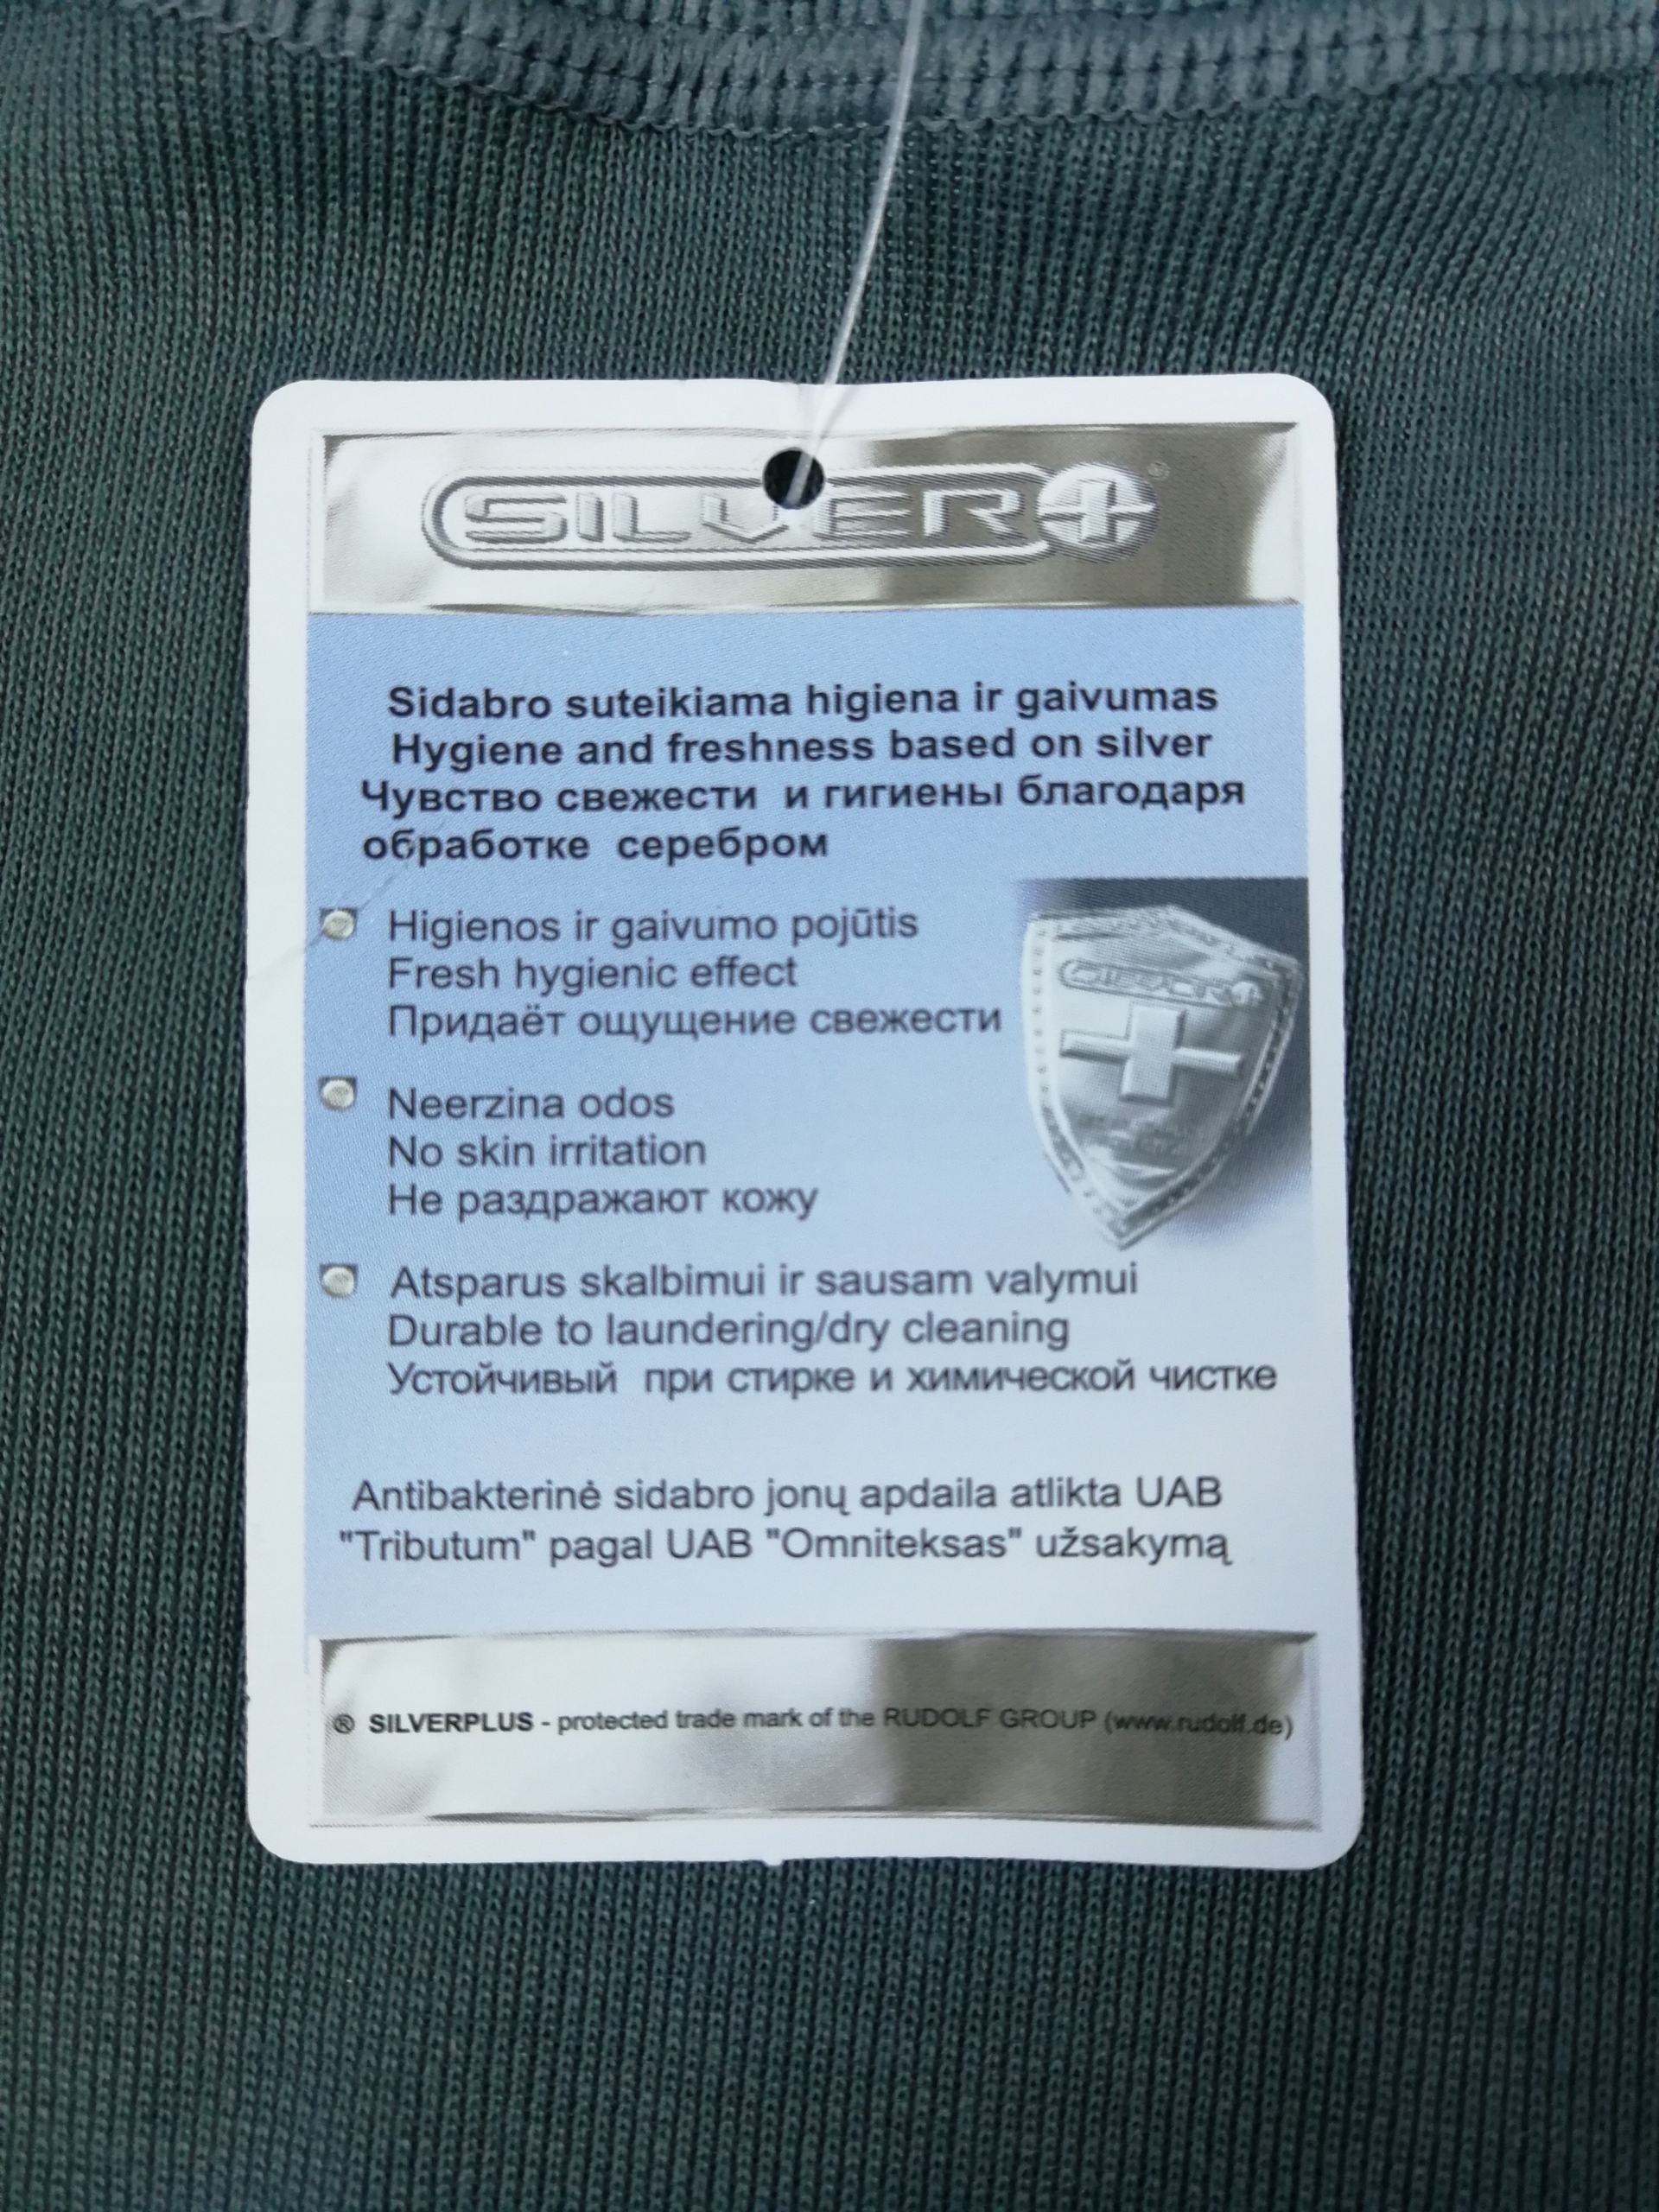 SILVER+®
Sidabro suteikiama higiena ir gaivumas
Hygiene and freshness based on silver
Чувство свежести и гигиены благодаря
обработке серебром
Higienos ir gaivumo pojūtis
Fresh hygienic effect
Придаёт ощущение свежести
SILVER+
Neerzina odos
No skin irritation
Не раздражают кожу
Atsparus skalbimui ir sausam valymui
Durable to laundering/dry cleaning
Устойчивый при стирке и химической чистке
Antibakterinė sidabro jonų apdaila atlikta UAB
"Tributum" pagal UAB "Omniteksas" užsakymą
® SILVERPLUS - protected trade mark of the RUDOLF GROUP (www.rudolf.de)